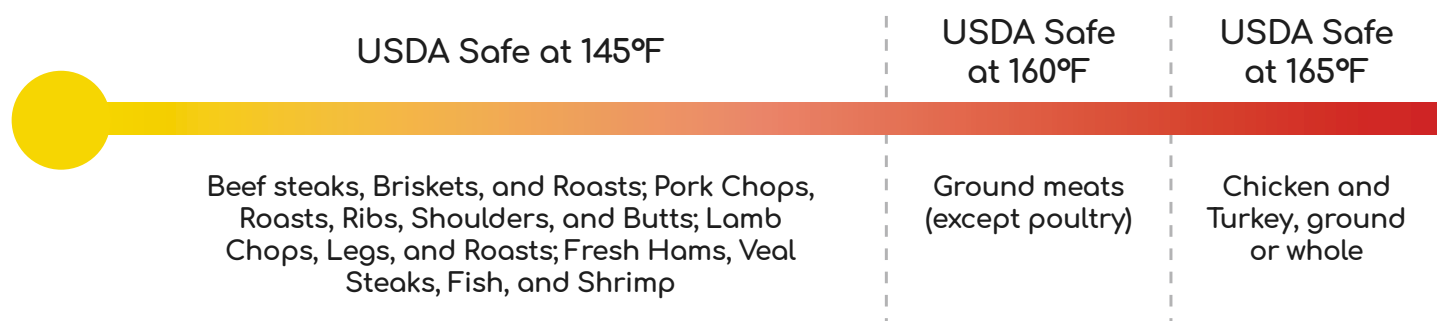 USDA Safe at 145°F
Beef steaks, Briskets, and Roasts; Pork Chops,
Roasts, Ribs, Shoulders, and Butts; Lamb
Chops, Legs, and Roasts; Fresh Hams, Veal
Steaks, Fish, and Shrimp
USDA Safe
at 160°F
Ground meats
(except poultry)
USDA Safe
at 165°F
Chicken and
Turkey, ground
or whole